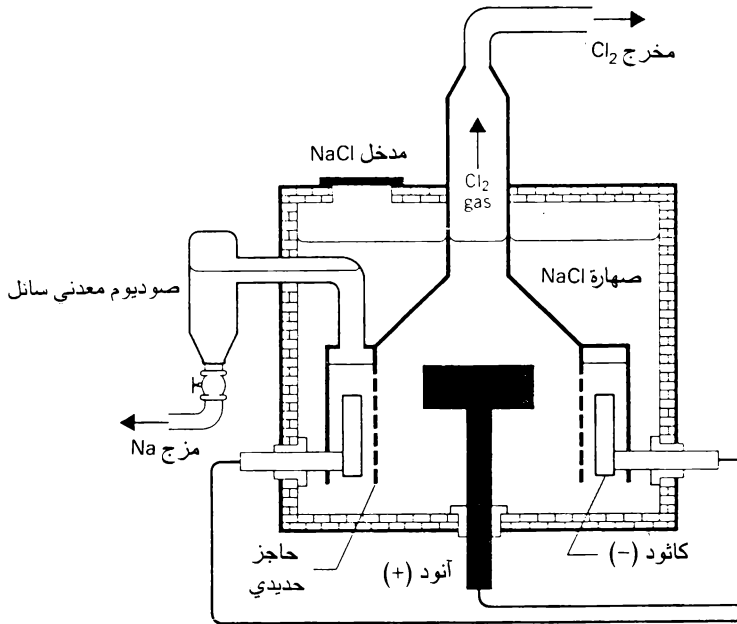 مخرج Cl2
مدخل NaCl
Cl2
gas
صهارة NaCl
صوديوم معدني سائل
مزج Na
حاجز
حديدي
آنود (+)
كاثود (−)